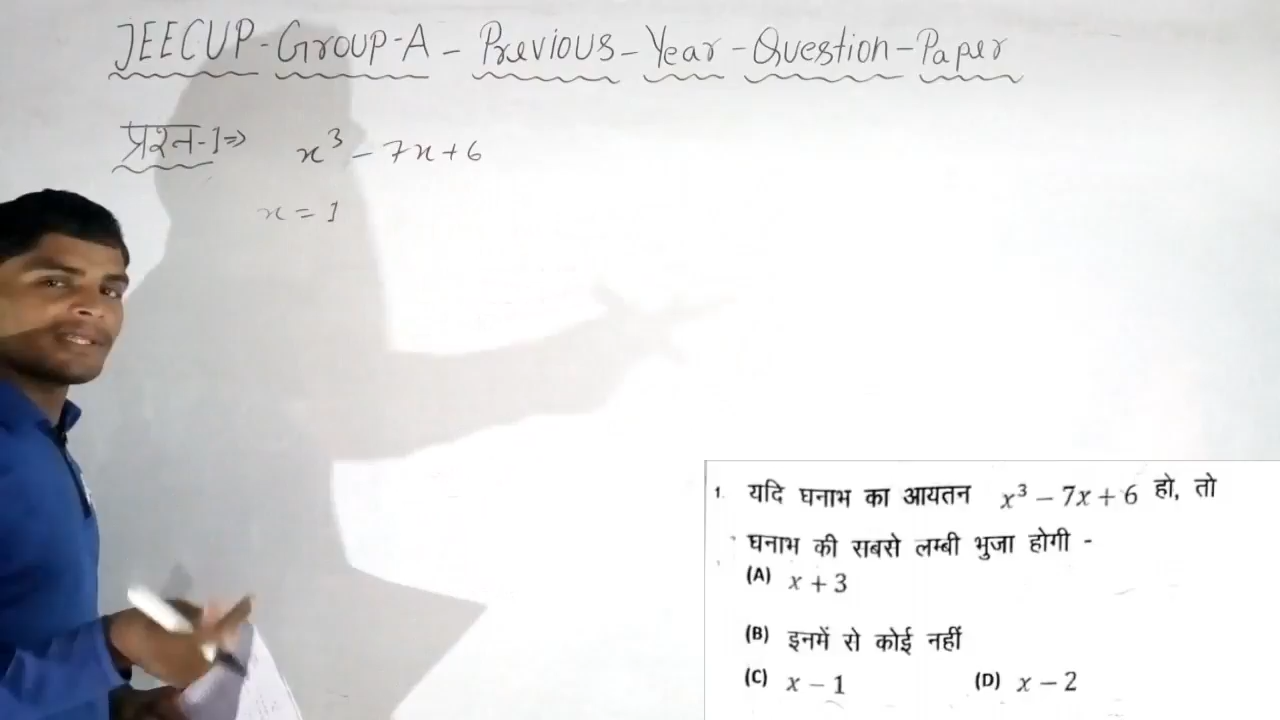 JEECUP-Group-A-Previous-Year-Question-Paper
प्रश्न-1⇒ x³ - 7x + 6
x = 1
1. यदि घनाभ का आयतन x³ − 7x + 6 हो, तो
घनाभ की सबसे लम्बी भुजा होगी -
(A) x + 3
(B) इनमें से कोई नहीं
(C) x − 1 (D) x − 2